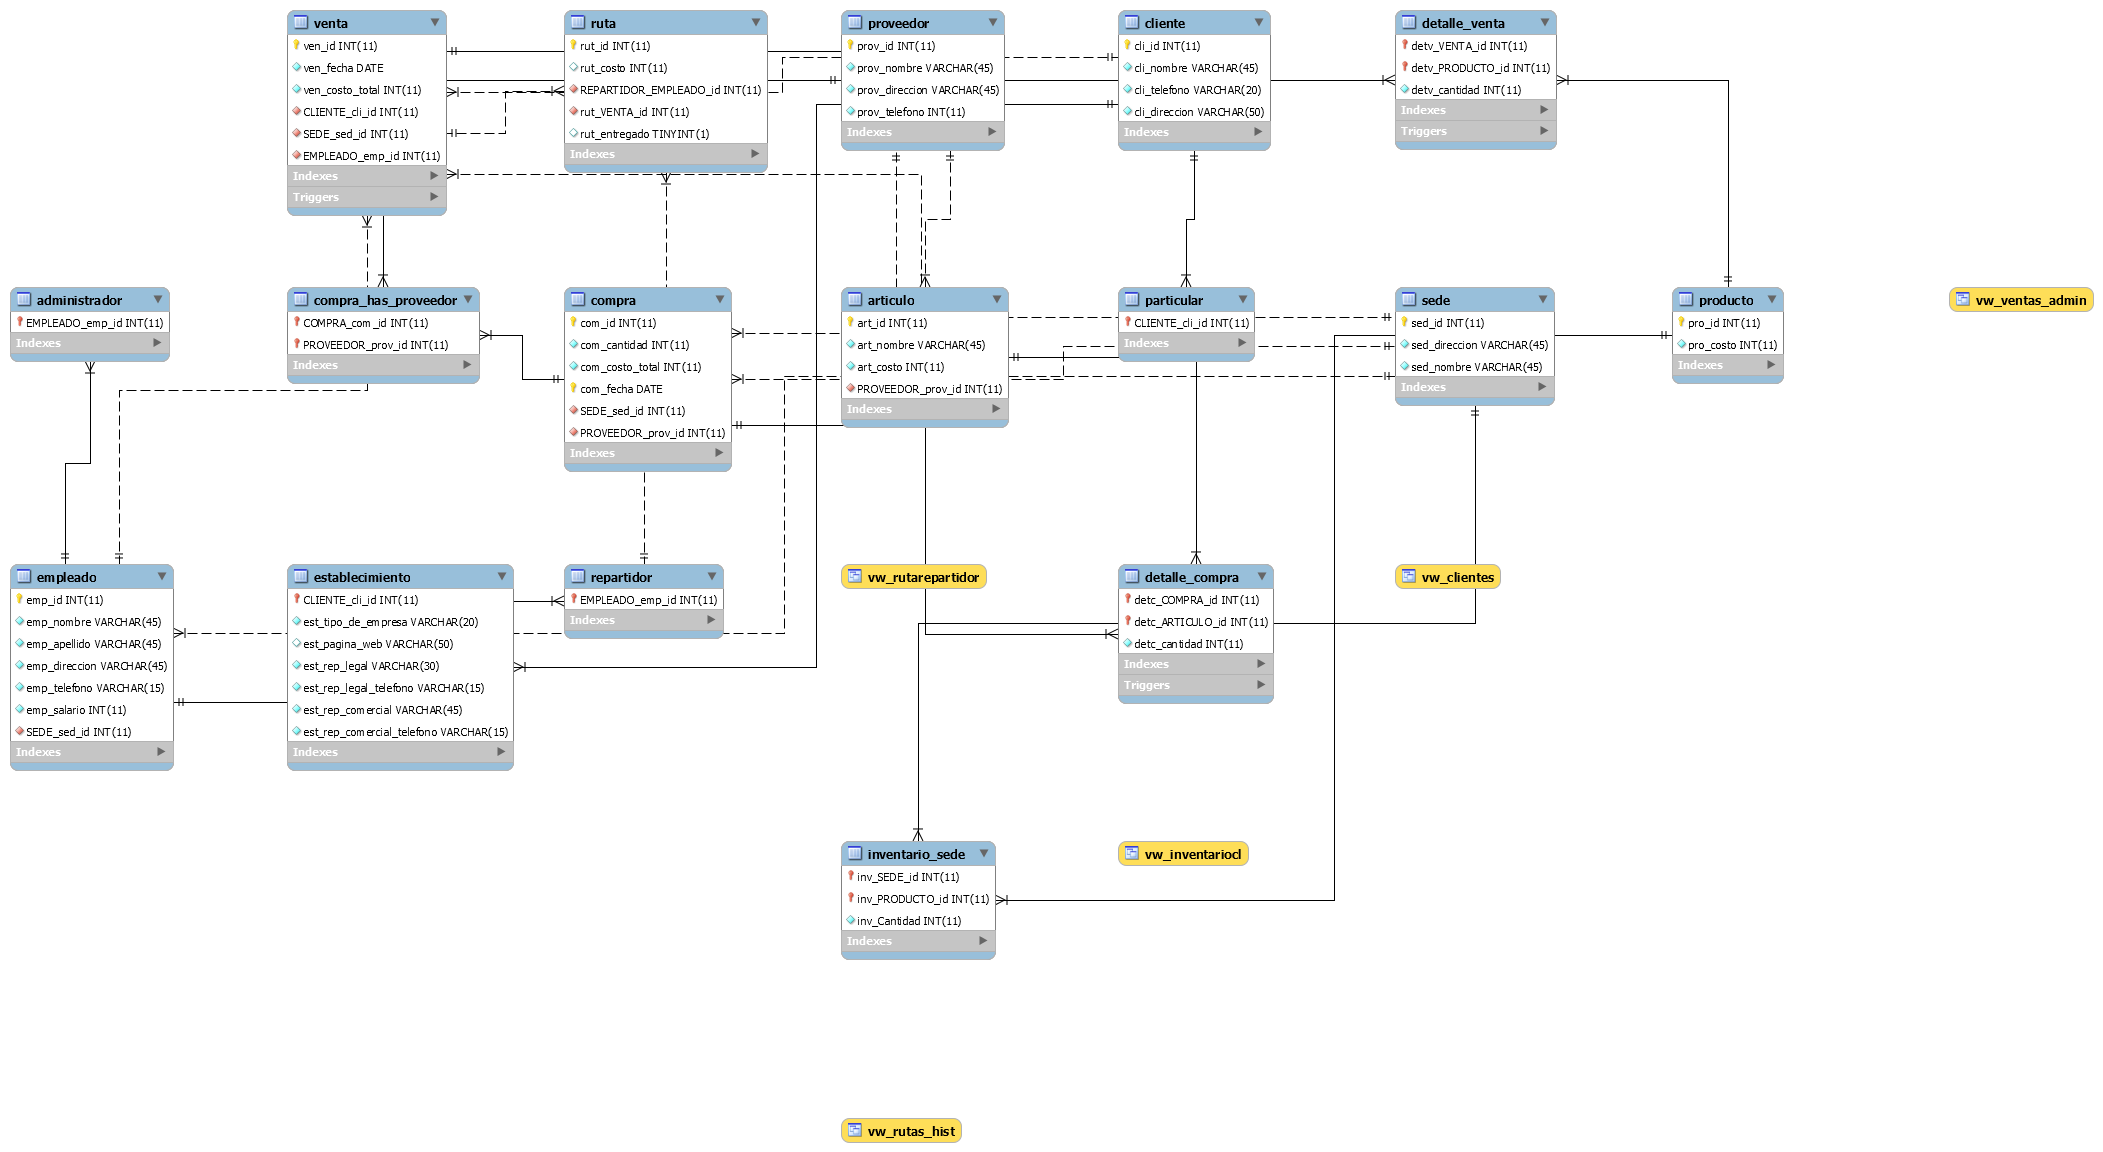 venta
ven_id INT(11)
ven_fecha DATE
ven_costo_total INT(11)
CLIENTE_cli_id INT(11)
SEDE_sed_id INT(11)
EMPLEADO_emp_id INT(11)
Indexes
Triggers
ruta
rut_id INT(11)
rut_costo INT(11)
REPARTIDOR_EMPLEADO_id INT(11)
rut_VENTA_id INT(11)
rut_entregado TINYINT(1)
Indexes
proveedor
prov_id INT(11)
prov_nombre VARCHAR(45)
prov_direccion VARCHAR(45)
prov_telefono INT(11)
Indexes
cliente
cli_id INT(11)
cli_nombre VARCHAR(45)
cli_telefono VARCHAR(20)
cli_direccion VARCHAR(50)
Indexes
detalle_venta
detv_VENTA_id INT(11)
detv_PRODUCTO_id INT(11)
detv_cantidad INT(11)
Indexes
Triggers
administrador
EMPLEADO_emp_id INT(11)
Indexes
compra_has_proveedor
COMPRA_com_id INT(11)
PROVEEDOR_prov_id INT(11)
Indexes
compra
com_id INT(11)
com_cantidad INT(11)
com_costo_total INT(11)
com_fecha DATE
SEDE_sed_id INT(11)
PROVEEDOR_prov_id INT(11)
Indexes
articulo
art_id INT(11)
art_nombre VARCHAR(45)
art_costo INT(11)
PROVEEDOR_prov_id INT(11)
Indexes
particular
CLIENTE_cli_id INT(11)
Indexes
sede
sed_id INT(11)
sed_direccion VARCHAR(45)
sed_nombre VARCHAR(45)
Indexes
producto
pro_id INT(11)
pro_costo INT(11)
Indexes
vw_ventas_admin
empleado
emp_id INT(11)
emp_nombre VARCHAR(45)
emp_apellido VARCHAR(45)
emp_direccion VARCHAR(45)
emp_telefono VARCHAR(15)
emp_salario INT(11)
SEDE_sed_id INT(11)
Indexes
establecimiento
CLIENTE_cli_id INT(11)
est_tipo_de_empresa VARCHAR(20)
est_pagina_web VARCHAR(50)
est_rep_legal VARCHAR(30)
est_rep_legal_telefono VARCHAR(15)
est_rep_comercial VARCHAR(45)
est_rep_comercial_telefono VARCHAR(15)
Indexes
repartidor
EMPLEADO_emp_id INT(11)
Indexes
vw_rutarepartidor
detalle_compra
detc_COMPRA_id INT(11)
detc_ARTICULO_id INT(11)
detc_cantidad INT(11)
Indexes
Triggers
vw_clientes
inventario_sede
inv_SEDE_id INT(11)
inv_PRODUCTO_id INT(11)
inv_Cantidad INT(11)
Indexes
vw_inventariocl
vw_rutas_hist